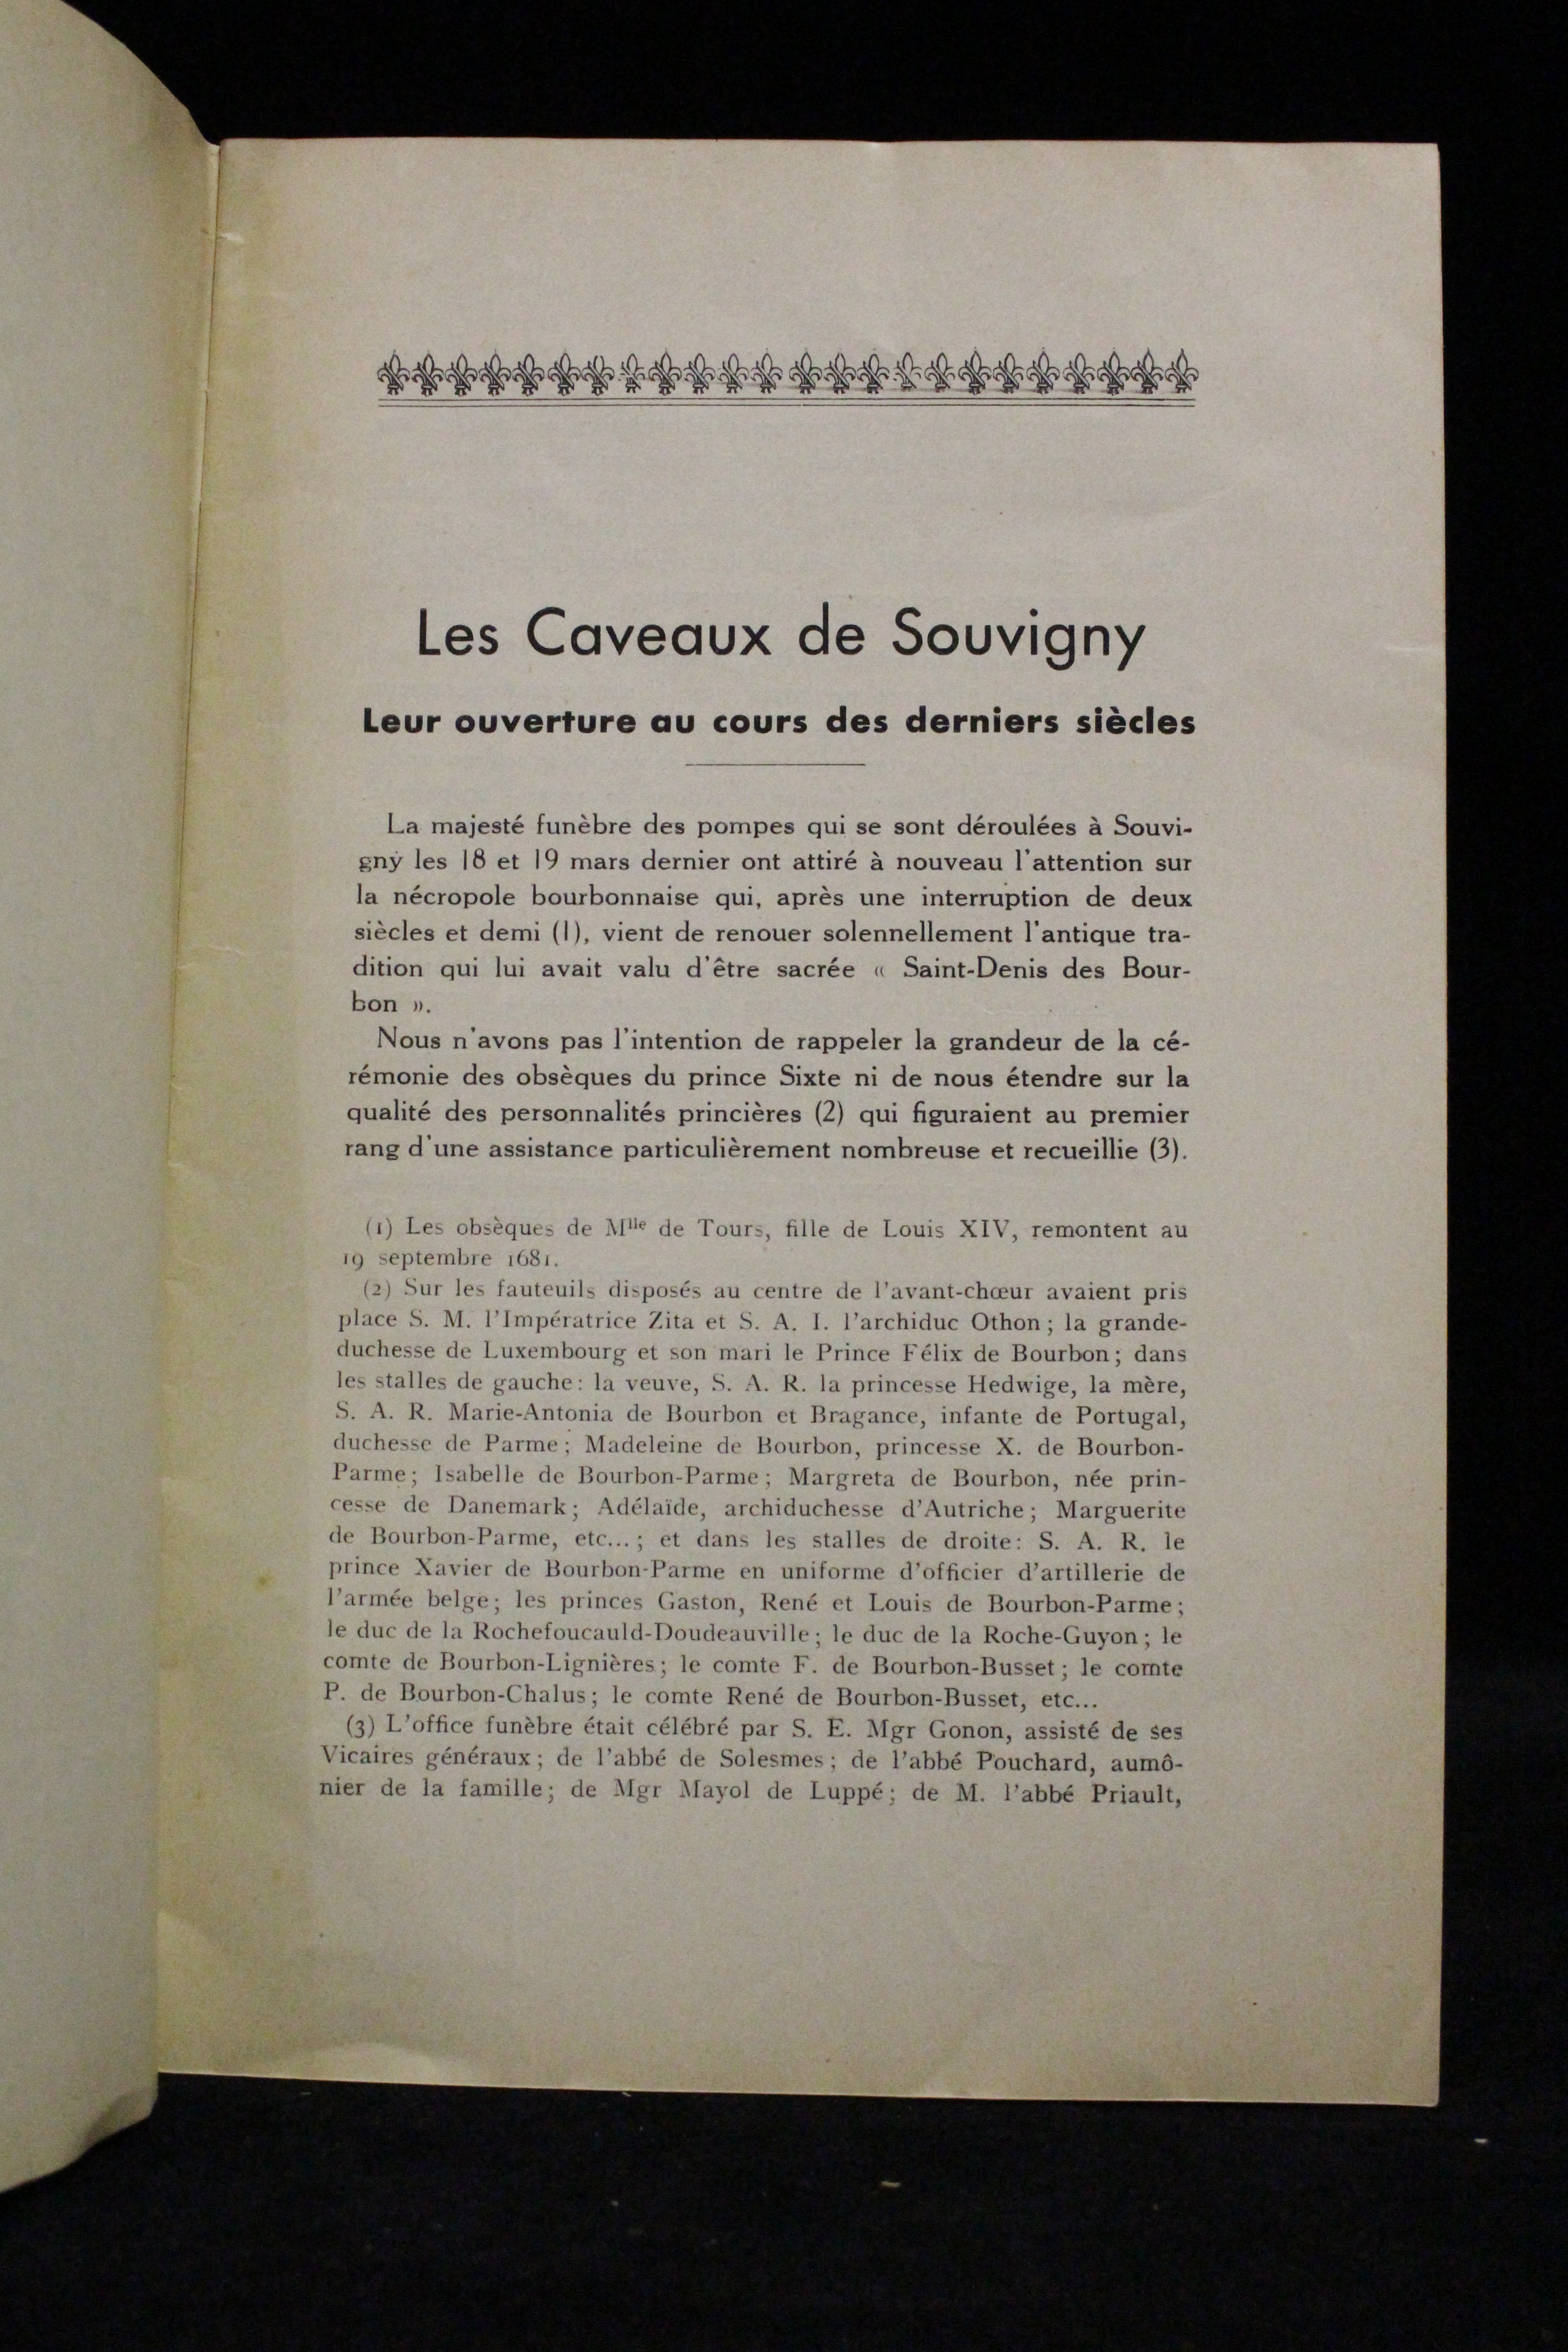 Les Caveaux de Souvigny
Leur ouverture au cours des derniers siècles
La majesté funèbre des pompes qui se sont déroulées à Souvi-
gny les 18 et 19 mars dernier ont attiré à nouveau l'attention sur
la nécropole bourbonnaise qui, après une interruption de deux
siècles et demi (1), vient de renouer solennellement l'antique tra-
dition qui lui avait valu d'être sacrée « Saint-Denis des Bour-
bon ».
Nous n'avons pas l'intention de rappeler la grandeur de la cé-
rémonie des obsèques du prince Sixte ni de nous étendre sur la
qualité des personnalités princières (2) qui figuraient au premier
rang d'une assistance particulièrement nombreuse et recueillie (3).
(1) Les obsèques de Mlle de Tours, fille de Louis XIV, remontent au
19 septembre 1681.
(2) Sur les fauteuils disposés au centre de l'avant-chœur avaient pris
place S. M. l'Impératrice Zita et S. A. I. l'archiduc Othon; la grande-
duchesse de Luxembourg et son mari le Prince Félix de Bourbon; dans
les stalles de gauche: la veuve, S. A. R. la princesse Hedwige, la mère,
S. A. R. Marie-Antonia de Bourbon et Bragance, infante de Portugal,
duchesse de Parme; Madeleine de Bourbon, princesse X. de Bourbon-
Parme; Isabelle de Bourbon-Parme; Margreta de Bourbon, née prin-
cesse de Danemark; Adélaïde, archiduchesse d'Autriche; Marguerite
de Bourbon-Parme, etc...; et dans les stalles de droite: S. A. R. le
prince Xavier de Bourbon-Parme en uniforme d'officier d'artillerie de
l'armée belge; les princes Gaston, René et Louis de Bourbon-Parme;
le duc de la Rochefoucauld-Doudeauville; le duc de la Roche-Guyon; le
comte de Bourbon-Lignières; le comte F. de Bourbon-Busset; le comte
P. de Bourbon-Chalus; le comte René de Bourbon-Busset, etc...
(3) L'office funèbre était célébré par S. E. Mgr Gonon, assisté de ses
Vicaires généraux; de l'abbé de Solesmes; de l'abbé Pouchard, aumô-
nier de la famille; de Mgr Mayol de Luppé; de M. l'abbé Priault,